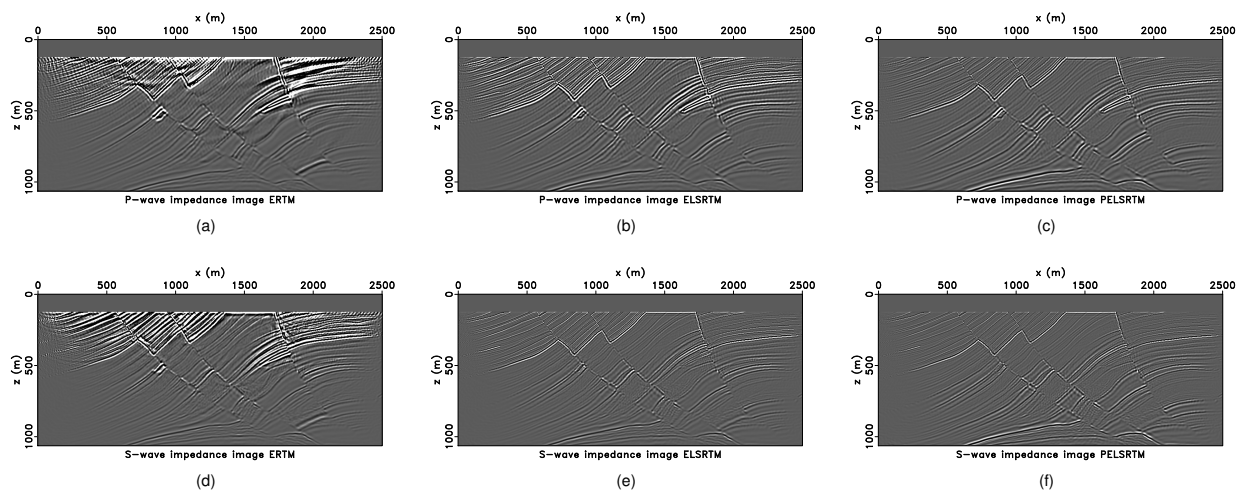 x (m)
0 500 1000 1500 2000 2500
z (m)
0
500
1000
P-wave impedance image ERTM
(a)
x (m)
0 500 1000 1500 2000 2500
z (m)
0
500
1000
P-wave impedance image ELSRTM
(b)
x (m)
0 500 1000 1500 2000 2500
z (m)
0
500
1000
P-wave impedance image PELSRTM
(c)
x (m)
0 500 1000 1500 2000 2500
z (m)
0
500
1000
S-wave impedance image ERTM
(d)
x (m)
0 500 1000 1500 2000 2500
z (m)
0
500
1000
S-wave impedance image ELSRTM
(e)
x (m)
0 500 1000 1500 2000 2500
z (m)
0
500
1000
S-wave impedance image PELSRTM
(f)